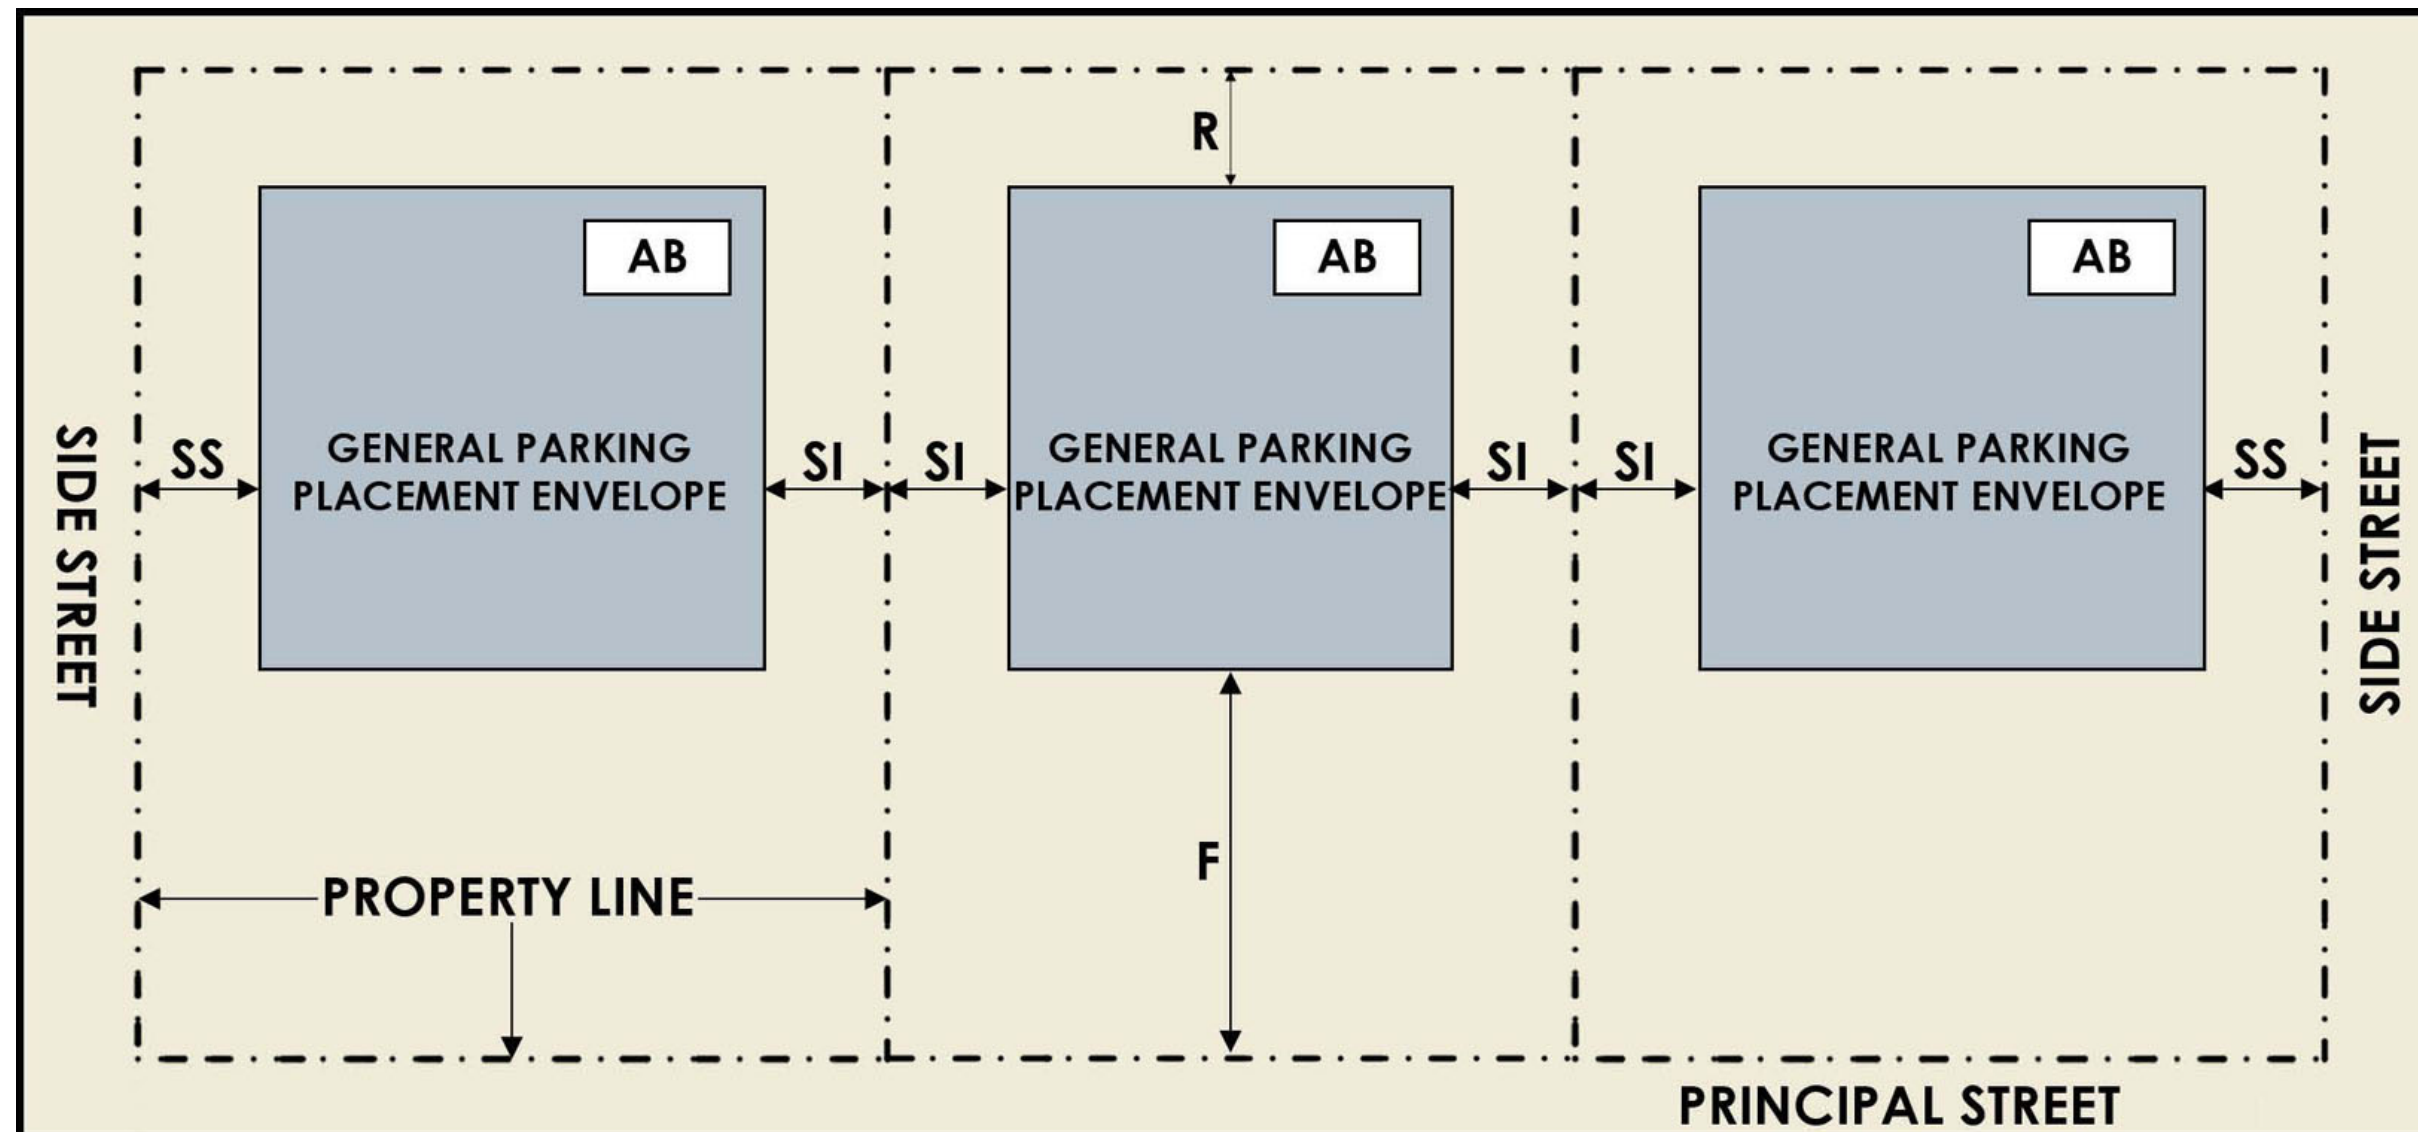 R
AB
AB
AB
SIDE STREET
SS
GENERAL PARKING
PLACEMENT ENVELOPE
SI
SI
GENERAL PARKING
PLACEMENT ENVELOPE
SI
SI
GENERAL PARKING
PLACEMENT ENVELOPE
SS
SIDE STREET
F
PROPERTY LINE
PRINCIPAL STREET